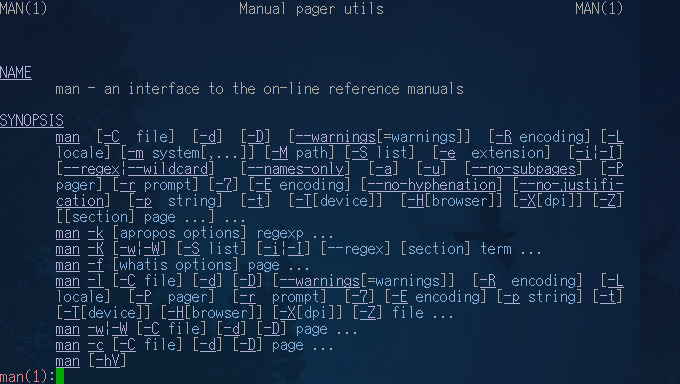 MAN(1) Manual pager utils MAN(1)
NAME
man - an interface to the on-line reference manuals
SYNOPSIS
man [-C file] [-d] [-D] [--warnings[=warnings]] [-R encoding] [-L
locale] [-m system[,...]] [-M path] [-S list] [-e extension] [-i|-I]
[--regex|--wildcard] [--names-only] [-a] [-u] [--no-subpages] [-P
pager] [-r prompt] [-7] [-E encoding] [--no-hyphenation] [--no-justifi-
cation] [-p string] [-t] [-T[device]] [-H[browser]] [-X[dpi]] [-Z]
[[section] page ...] ...
man -k [apropos options] regexp ...
man -K [-w|-W] [-S list] [-i|-I] [--regex] [section] term ...
man -f [whatis options] page ...
man -l [-C file] [-d] [-D] [--warnings[=warnings]] [-R encoding] [-L
locale] [-P pager] [-r prompt] [-7] [-E encoding] [-p string] [-t]
[-T[device]] [-H[browser]] [-X[dpi]] [-Z] file ...
man -w|-W [-C file] [-d] [-D] page ...
man -c [-C file] [-d] [-D] page ...
man [-hV]
man(1):